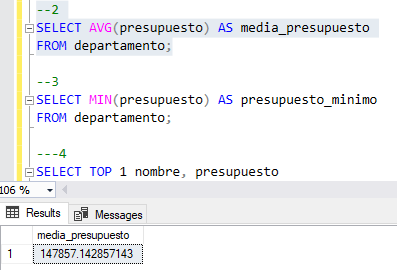 --2
SELECT AVG(presupuesto) AS media_presupuesto
FROM departamento;
--3
SELECT MIN(presupuesto) AS presupuesto_minimo
FROM departamento;
---4
SELECT TOP 1 nombre, presupuesto
106 %
Results Messages
media_presupuesto
1 147857.142857143